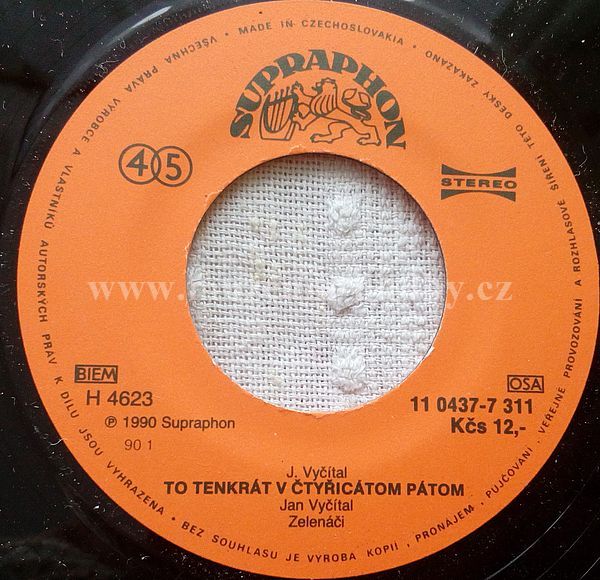 VŠECHNA PRÁVA VÝROBCE A VLASTNÍKŮ AUTORSKÝCH PRÁV K DÍLU JSOU VYHRAZENA • BEZ SOUHLASU JE VÝROBA KOPIÍ, PRONÁJEM, PŮJČOVÁNÍ, VEŘEJNÉ PROVOZOVÁNÍ A ROZHLASOVÉ ŠÍŘENÍ TÉTO DESKY ZAKÁZÁNO • MADE IN CZECHOSLOVAKIA •
SUPRAPHON
45
STEREO
.cz
BIEM
H 4623
℗ 1990 Supraphon
90 1
OSA
11 0437-7 311
Kčs 12,-
J. Vyčítal
TO TENKRÁT V ČTYŘICÁTOM PÁTOM
Jan Vyčítal
Zelenáči